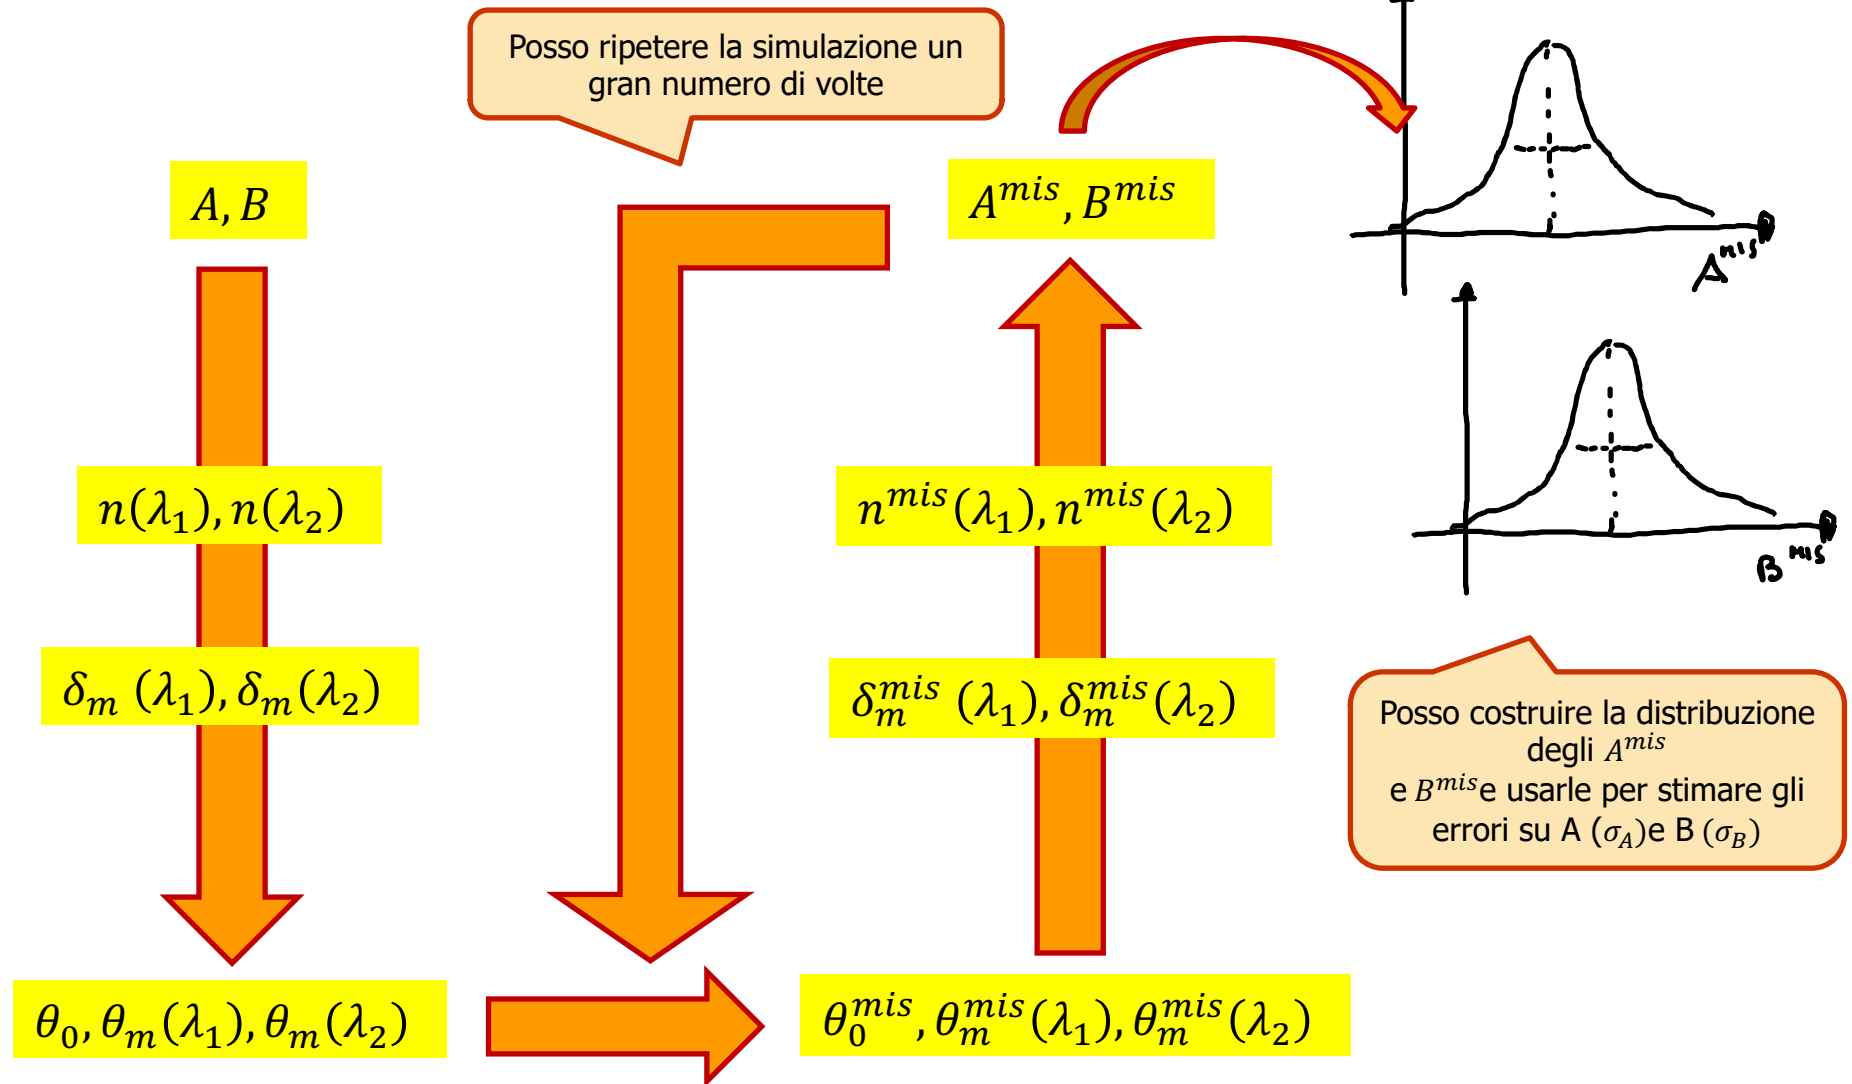 Posso ripetere la simulazione un
gran numero di volte
A, B
A^{mis}, B^{mis}
A^{MIS}
n(λ_1), n(λ_2)
n^{mis}(λ_1), n^{mis}(λ_2)
B^{MIS}
δ_m (λ_1), δ_m(λ_2)
δ_m^{mis} (λ_1), δ_m^{mis}(λ_2)
Posso costruire la distribuzione
degli A^{mis}
e B^{mis}e usarle per stimare gli
errori su A (σ_A)e B (σ_B)
θ_0, θ_m(λ_1), θ_m(λ_2)
θ_0^{mis}, θ_m^{mis}(λ_1), θ_m^{mis}(λ_2)